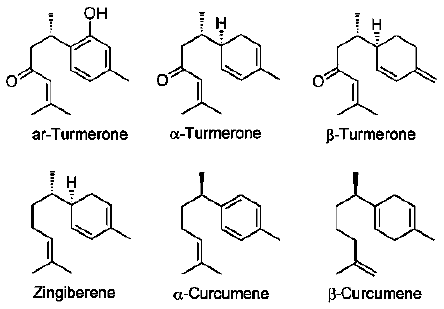 OH
H
H
O
O
O
ar-Turmerone
α-Turmerone
β-Turmerone
H
Zingiberene
α-Curcumene
β-Curcumene